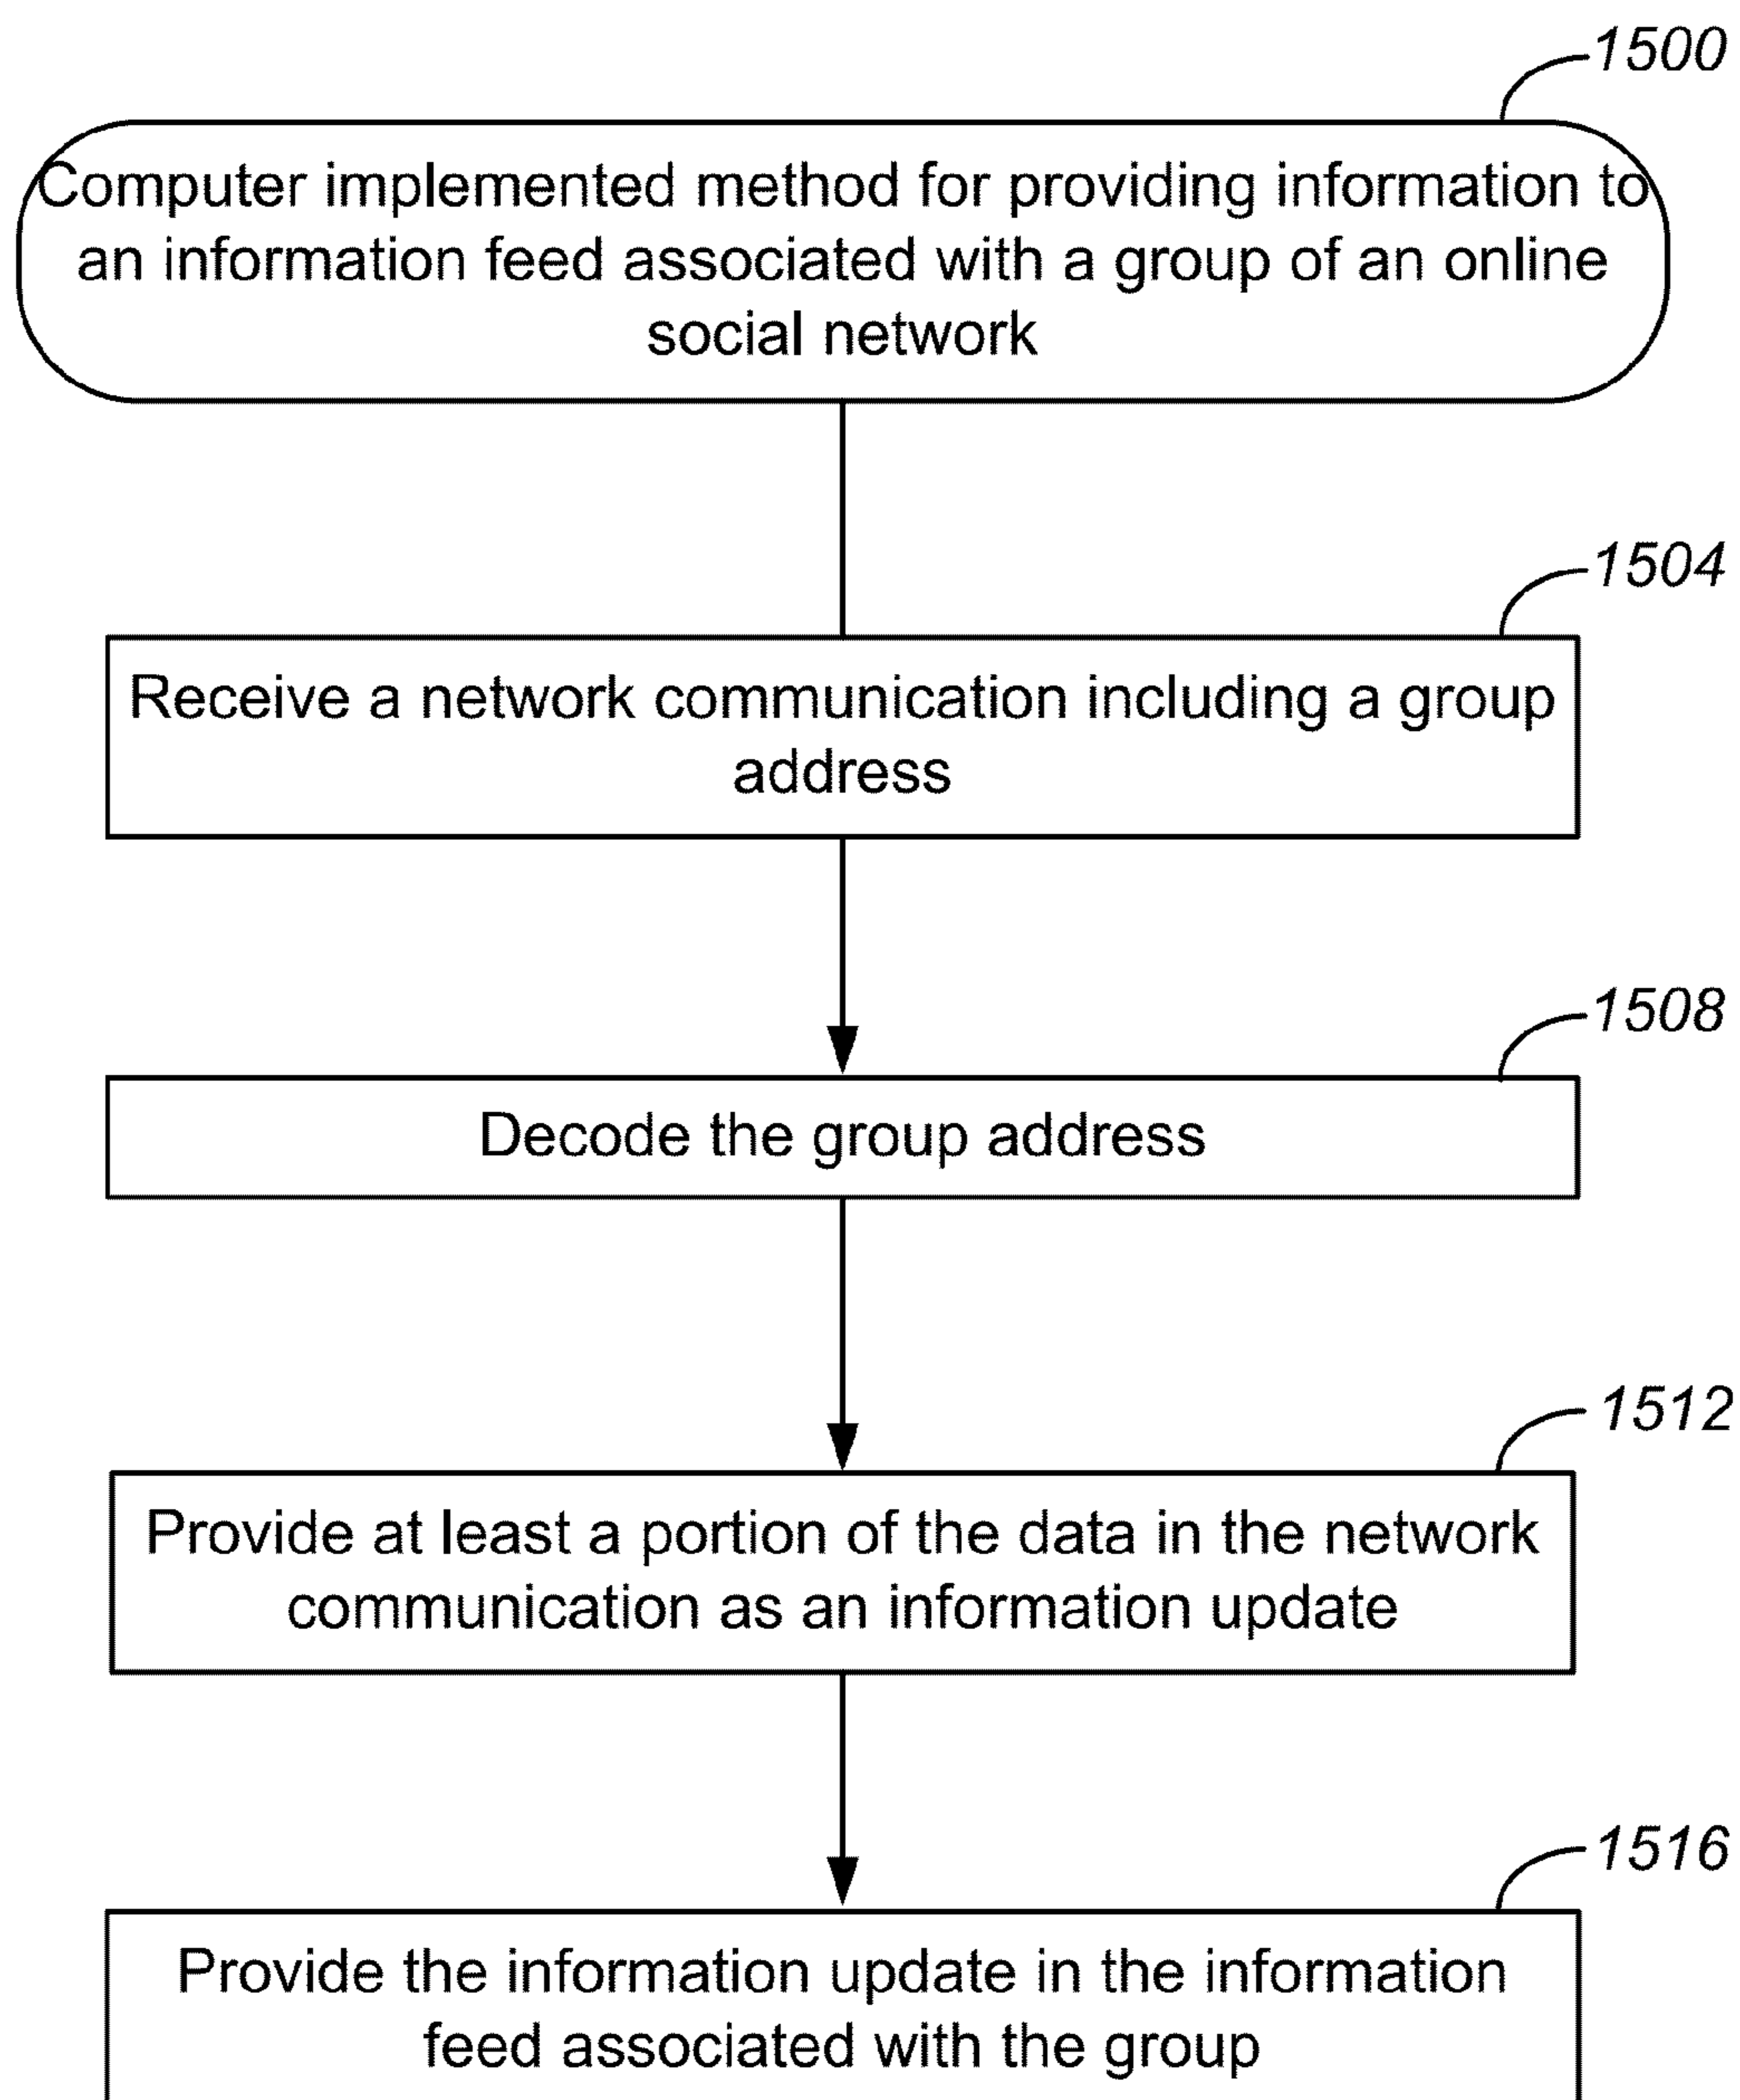 1500
Computer implemented method for providing information to
an information feed associated with a group of an online
social network
1504
Receive a network communication including a group
address
1508
Decode the group address
1512
Provide at least a portion of the data in the network
communication as an information update
1516
Provide the information update in the information
feed associated with the group